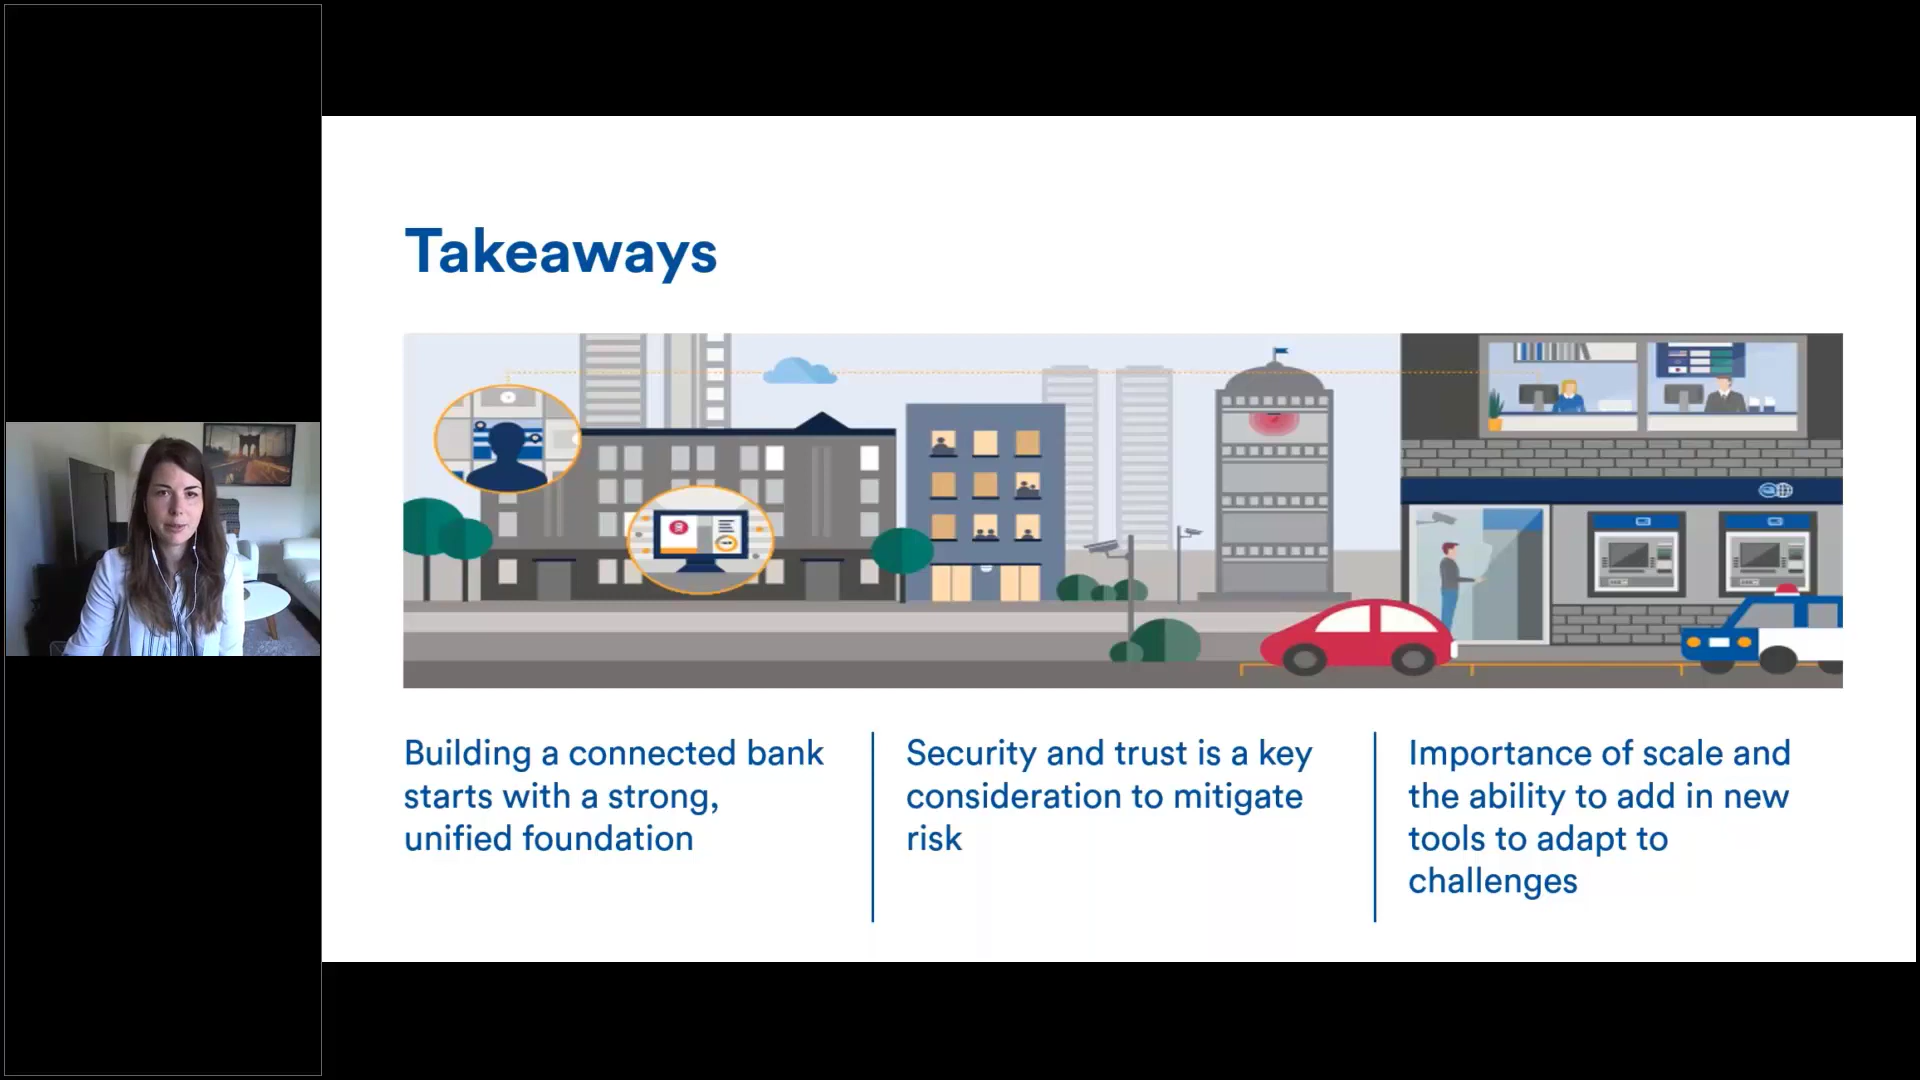 Takeaways
Building a connected bank
starts with a strong,
unified foundation
Security and trust is a key
consideration to mitigate
risk
Importance of scale and
the ability to add in new
tools to adapt to
challenges